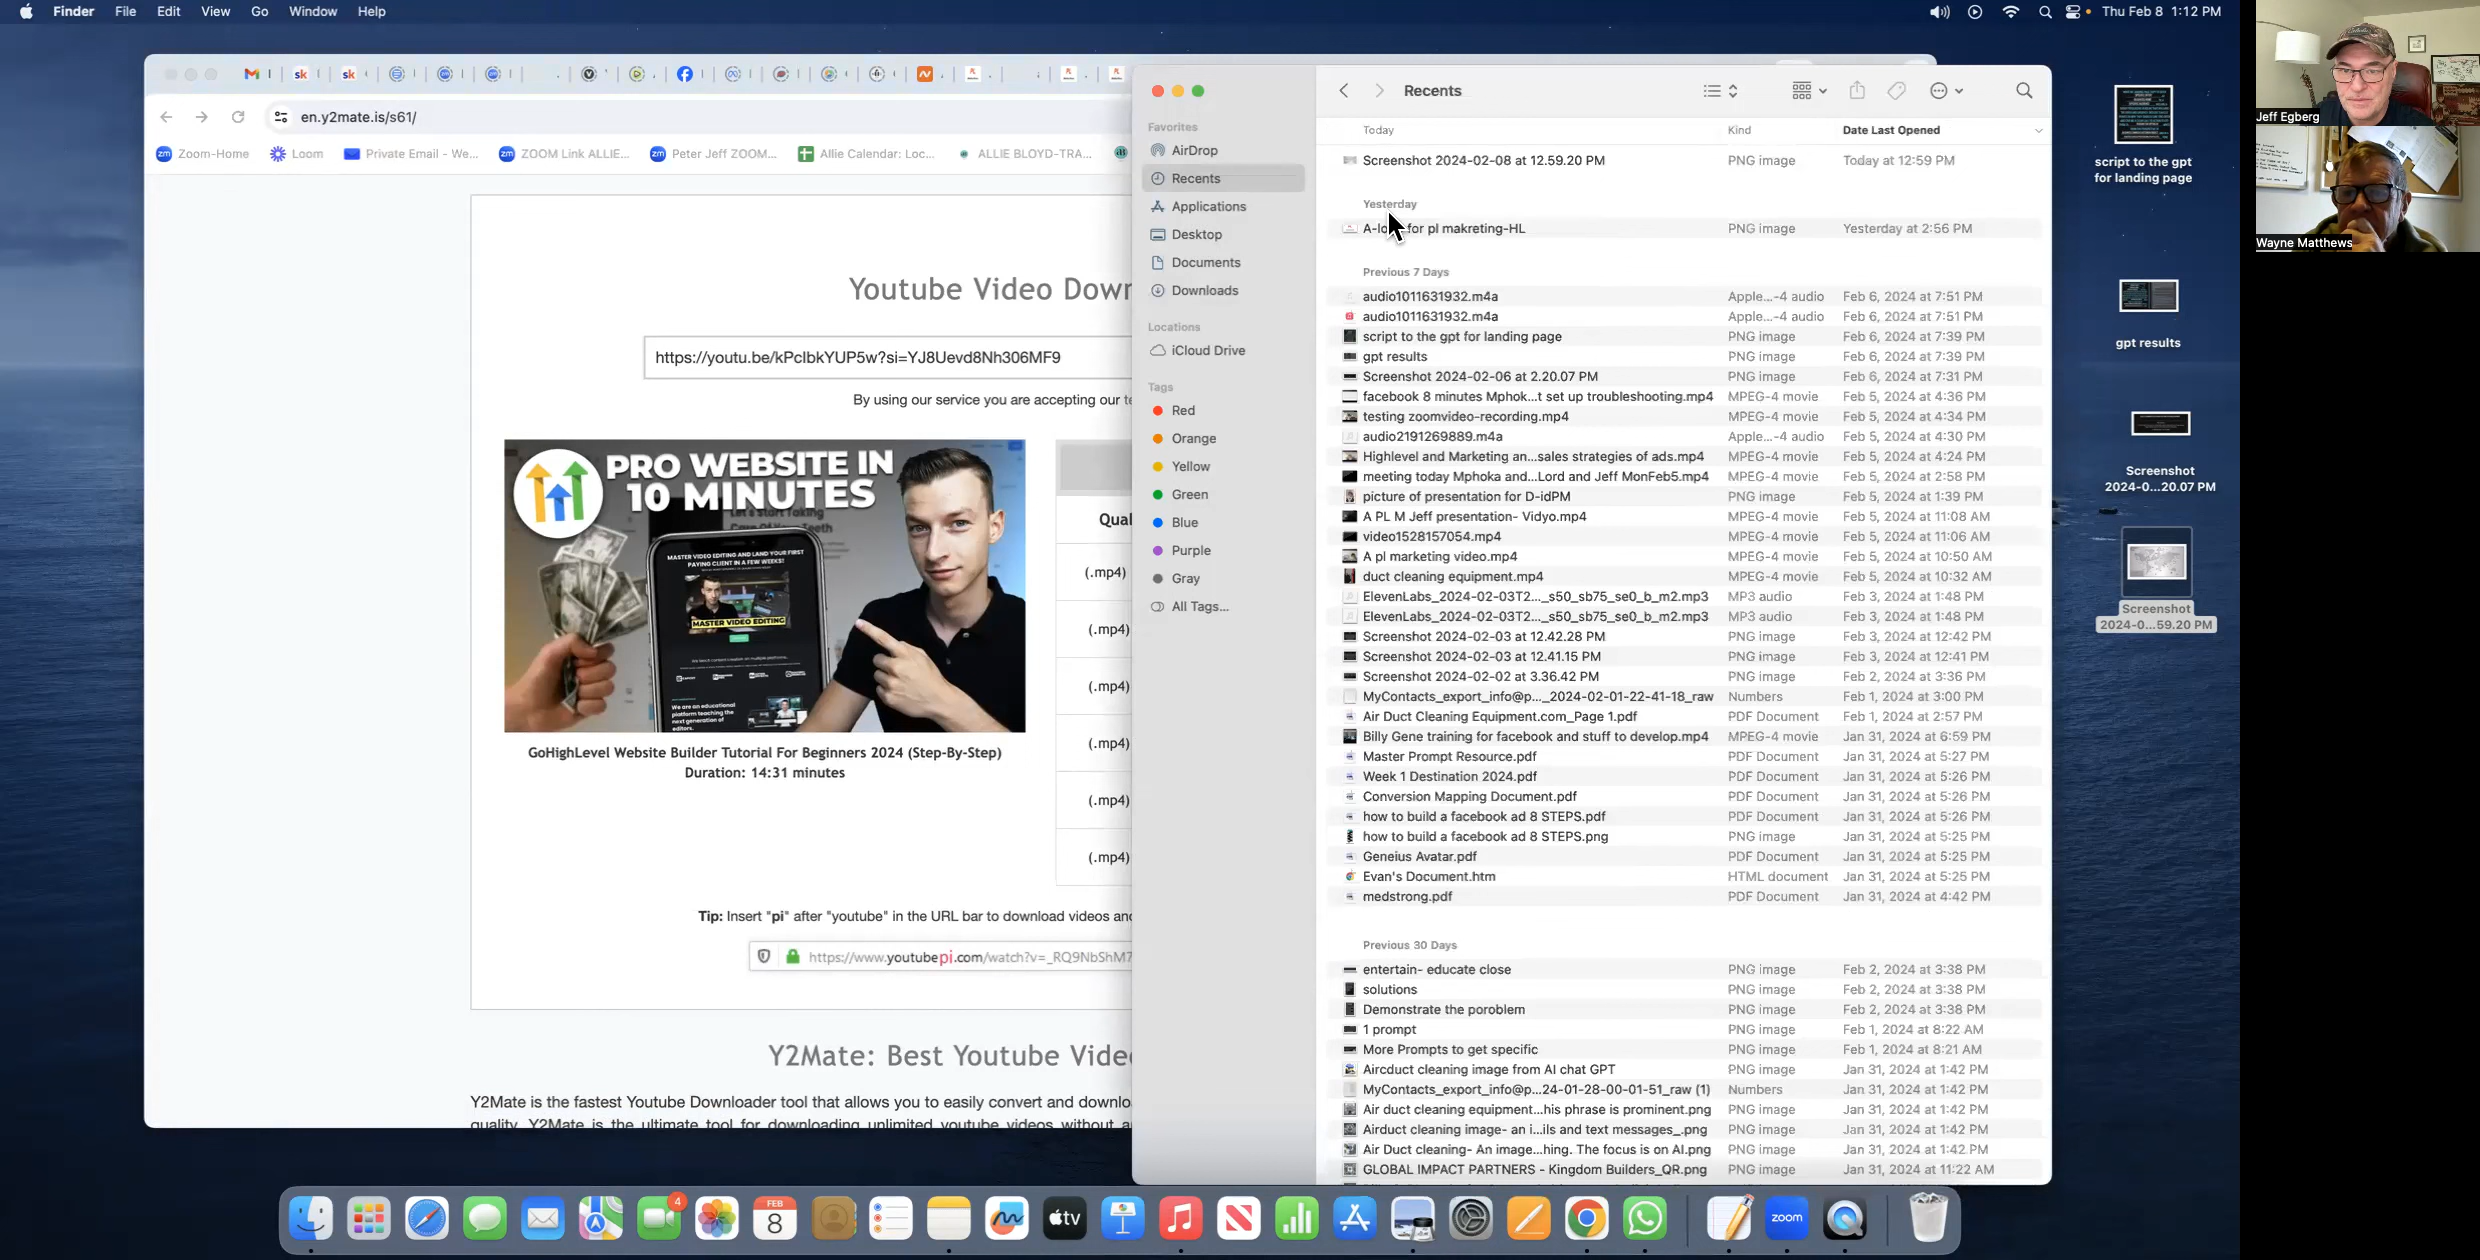 Finder File Edit View Go Window Help
Thu Feb 8 1:12 PM
en.y2mate.is/s61/
Zoom-Home Loom Private Email - We... ZOOM Link ALLIE... Peter Jeff ZOOM... Allie Calendar: Loc... ALLIE BLOYD-TRA...
Youtube Video Down
https://youtu.be/kPclbkYUP5w?si=YJ8Uevd8Nh306MF9
By using our service you are accepting our te
PRO WEBSITE IN
10 MINUTES
MASTER VIDEO EDITING AND LAND YOUR FIRST
PAYING CLIENT IN A FEW WEEKS!
MASTER VIDEO EDITING
We are an educational
platform teaching the
next generation of
editors.
GoHighLevel Website Builder Tutorial For Beginners 2024 (Step-By-Step)
Duration: 14:31 minutes
Qual
(.mp4)
(.mp4)
(.mp4)
(.mp4)
(.mp4)
(.mp4)
Tip: Insert "pi" after "youtube" in the URL bar to download videos and
https://www.youtubepi.com/watch?v=_RQ9NbShM7
Y2Mate: Best Youtube Vide
Y2Mate is the fastest Youtube Downloader tool that allows you to easily convert and downlo
quality. Y2Mate is the ultimate tool for downloading unlimited youtube videos without a
Favorites
AirDrop
Recents
Applications
Desktop
Documents
Downloads
Locations
iCloud Drive
Tags
Red
Orange
Yellow
Green
Blue
Purple
Gray
All Tags...
Recents
Today Kind Date Last Opened
Screenshot 2024-02-08 at 12.59.20 PM PNG image Today at 12:59 PM
Yesterday
for pl makreting-HL PNG image Yesterday at 2:56 PM
Previous 7 Days
audio1011631932.m4a Apple...-4 audio Feb 6, 2024 at 7:51 PM
audio1011631932.m4a Apple...-4 audio Feb 6, 2024 at 7:51 PM
script to the gpt for landing page PNG image Feb 6, 2024 at 7:39 PM
gpt results PNG image Feb 6, 2024 at 7:39 PM
Screenshot 2024-02-06 at 2.20.07 PM PNG image Feb 6, 2024 at 7:31 PM
facebook 8 minutes Mphok...t set up troubleshooting.mp4 MPEG-4 movie Feb 5, 2024 at 4:36 PM
testing zoomvideo-recording.mp4 MPEG-4 movie Feb 5, 2024 at 4:34 PM
audio2191269889.m4a Apple...-4 audio Feb 5, 2024 at 4:30 PM
Highlevel and Marketing an...sales strategies of ads.mp4 MPEG-4 movie Feb 5, 2024 at 4:24 PM
meeting today Mphoka and...Lord and Jeff MonFeb5.mp4 MPEG-4 movie Feb 5, 2024 at 2:58 PM
picture of presentation for D-idPM PNG image Feb 5, 2024 at 1:39 PM
A PL M Jeff presentation- Vidyo.mp4 MPEG-4 movie Feb 5, 2024 at 11:08 AM
video1528157054.mp4 MPEG-4 movie Feb 5, 2024 at 11:06 AM
A pl marketing video.mp4 MPEG-4 movie Feb 5, 2024 at 10:50 AM
duct cleaning equipment.mp4 MPEG-4 movie Feb 5, 2024 at 10:32 AM
ElevenLabs_2024-02-03T2..._s50_sb75_se0_b_m2.mp3 MP3 audio Feb 3, 2024 at 1:48 PM
ElevenLabs_2024-02-03T2..._s50_sb75_se0_b_m2.mp3 MP3 audio Feb 3, 2024 at 1:48 PM
Screenshot 2024-02-03 at 12.42.28 PM PNG image Feb 3, 2024 at 12:42 PM
Screenshot 2024-02-03 at 12.41.15 PM PNG image Feb 3, 2024 at 12:41 PM
Screenshot 2024-02-02 at 3.36.42 PM PNG image Feb 2, 2024 at 3:36 PM
MyContacts_export_info@p..._2024-02-01-22-41-18_raw Numbers Feb 1, 2024 at 3:00 PM
Air Duct Cleaning Equipment.com_Page 1.pdf PDF Document Feb 1, 2024 at 2:57 PM
Billy Gene training for facebook and stuff to develop.mp4 MPEG-4 movie Jan 31, 2024 at 6:59 PM
Master Prompt Resource.pdf PDF Document Jan 31, 2024 at 5:27 PM
Week 1 Destination 2024.pdf PDF Document Jan 31, 2024 at 5:26 PM
Conversion Mapping Document.pdf PDF Document Jan 31, 2024 at 5:26 PM
how to build a facebook ad 8 STEPS.pdf PDF Document Jan 31, 2024 at 5:26 PM
how to build a facebook ad 8 STEPS.png PNG image Jan 31, 2024 at 5:25 PM
Geneius Avatar.pdf PDF Document Jan 31, 2024 at 5:25 PM
Evan's Document.htm HTML document Jan 31, 2024 at 5:25 PM
medstrong.pdf PDF Document Jan 31, 2024 at 4:42 PM
Previous 30 Days
entertain- educate close PNG image Feb 2, 2024 at 3:38 PM
solutions PNG image Feb 2, 2024 at 3:38 PM
Demonstrate the poroblem PNG image Feb 2, 2024 at 3:38 PM
1 prompt PNG image Feb 1, 2024 at 8:22 AM
More Prompts to get specific PNG image Feb 1, 2024 at 8:21 AM
Aircduct cleaning image from AI chat GPT PNG image Jan 31, 2024 at 1:42 PM
MyContacts_export_info@p...24-01-28-00-01-51_raw (1) Numbers Jan 31, 2024 at 1:42 PM
Air duct cleaning equipment...his phrase is prominent.png PNG image Jan 31, 2024 at 1:42 PM
Airduct cleaning image- an i...ils and text messages_.png PNG image Jan 31, 2024 at 1:42 PM
Air Duct cleaning- An image...hing. The focus is on AI.png PNG image Jan 31, 2024 at 1:42 PM
GLOBAL IMPACT PARTNERS - Kingdom Builders_QR.png PNG image Jan 31, 2024 at 11:22 AM
script to the gpt
for landing page
gpt results
Screenshot
2024-0...20.07 PM
Screenshot
2024-0...59.20 PM
Jeff Egberg
Wayne Matthews
4
FEB
8
tv
zoom